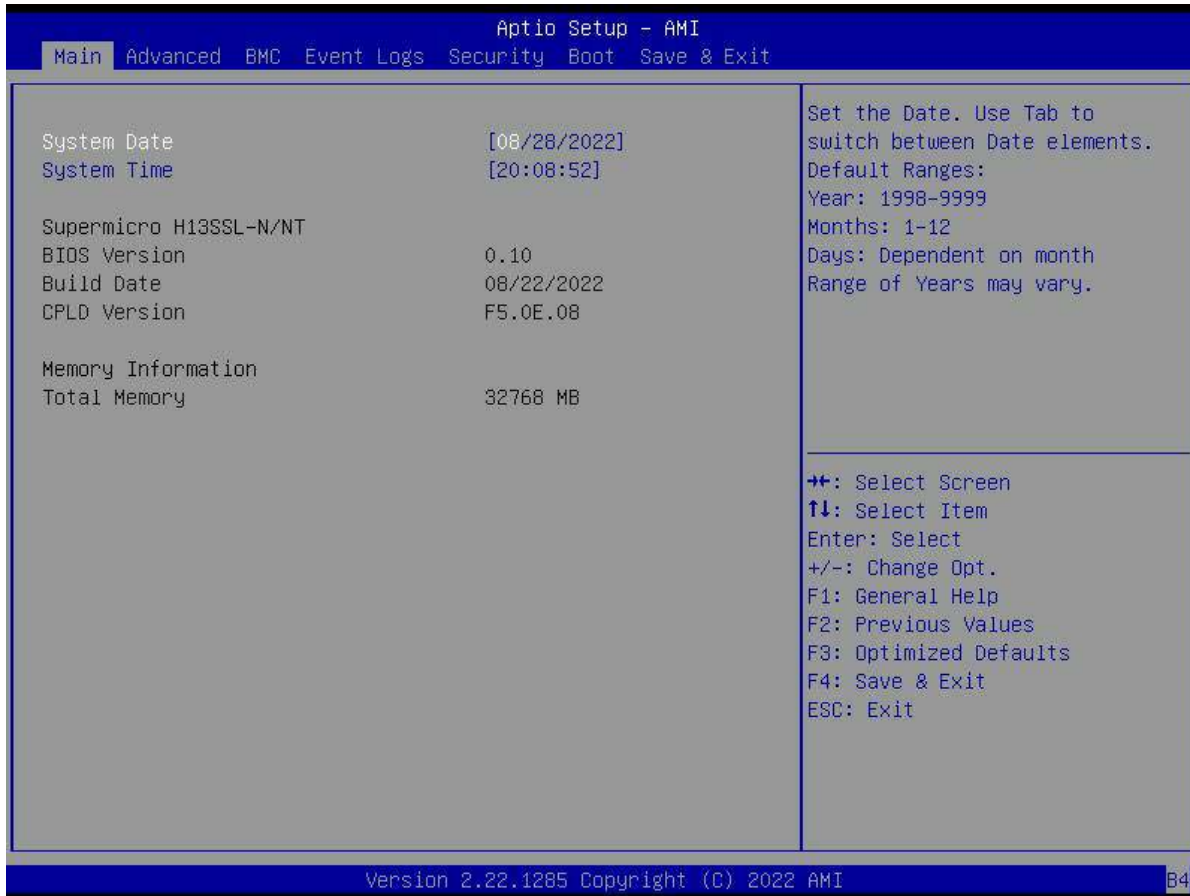 Aptio Setup – AMI
Main Advanced BMC Event Logs Security Boot Save & Exit
System Date [08/28/2022]
System Time [20:08:52]
Supermicro H13SSL-N/NT
BIOS Version 0.10
Build Date 08/22/2022
CPLD Version F5.0E.08
Memory Information
Total Memory 32768 MB
Set the Date. Use Tab to
switch between Date elements.
Default Ranges:
Year: 1998-9999
Months: 1-12
Days: Dependent on month
Range of Years may vary.
→←: Select Screen
↑↓: Select Item
Enter: Select
+/-: Change Opt.
F1: General Help
F2: Previous Values
F3: Optimized Defaults
F4: Save & Exit
ESC: Exit
Version 2.22.1285 Copyright (C) 2022 AMI
B4